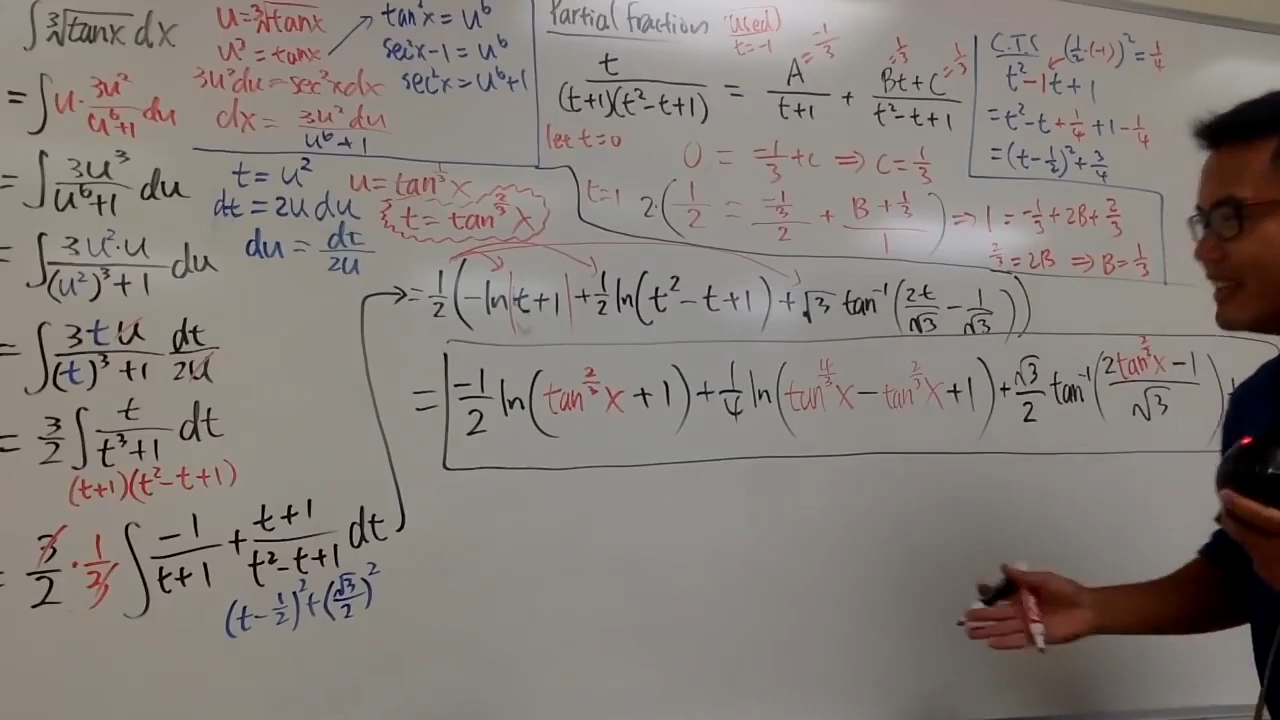 ∫ ∛tanx dx
= ∫ u · 3u²/(u⁶+1) du
= ∫ 3u³/(u⁶+1) du
= ∫ 3u²·u/((u²)³+1) du
= ∫ 3tu/((t)³+1) dt/2u
= 3/2 ∫ t/(t³+1) dt
(t+1)(t²-t+1)
= 3/2 · 1/3 ∫ -1/(t+1) + (t+1)/(t²-t+1) dt
(t-1/2)² + (√3/2)²
u = ∛tanx
u³ = tanx
3u²du = sec²xdx
dx = 3u²du/(u⁶+1)
tan²x = u⁶
sec²x-1 = u⁶
sec²x = u⁶+1
t = u²
dt = 2u du
du = dt/2u
u = tan^(1/3) x
t = tan^(2/3) x
Partial fraction
used t=-1
t/((t+1)(t²-t+1)) = A/(t+1) + (Bt+C)/(t²-t+1)
-1/3 1/3 1/3
let t=0
0 = -1/3 + C ⇒ C = 1/3
t=1 2·(1/2 = (-1/3)/2 + (B+1/3)/1) ⇒ 1 = -1/3+2B+2/3
2/3 = 2B ⇒ B=1/3
C.T.S (1/2·(-1))² = 1/4
t²-1t+1
= t²-t+1/4+1-1/4
= (t-1/2)²+3/4
= 1/2 (-ln|t+1| + 1/2 ln(t²-t+1) + √3 tan⁻¹(2t/√3 - 1/√3))
= -1/2 ln(tan^(2/3) x + 1) + 1/4 ln(tan^(4/3) x - tan^(2/3) x + 1) + √3/2 tan⁻¹((2tan^(2/3) x - 1)/√3) +